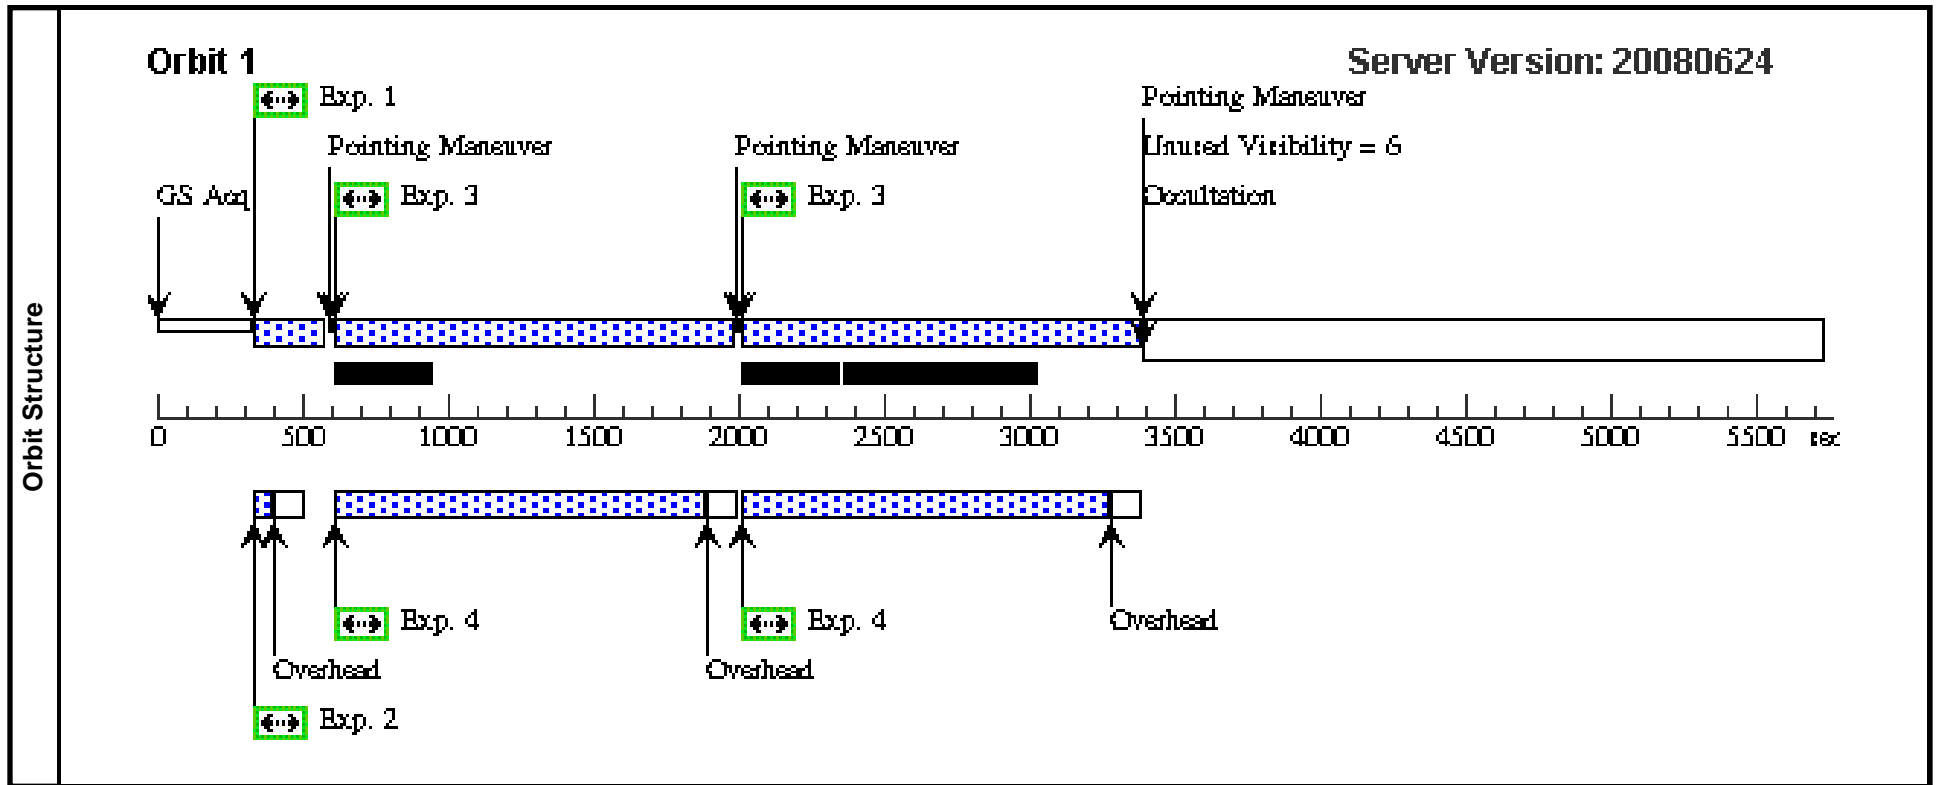 Orbit Structure
Orbit 1
Server Version: 20080624
Exp. 1
Pointing Maneuver
Pointing Maneuver
Pointing Maneuver
Unused Visibility = 6
GS Acq
Exp. 3
Exp. 3
Occultation
0 500 1000 1500 2000 2500 3000 3500 4000 4500 5000 5500 sec
Exp. 4
Exp. 4
Overhead
Overhead
Overhead
Exp. 2